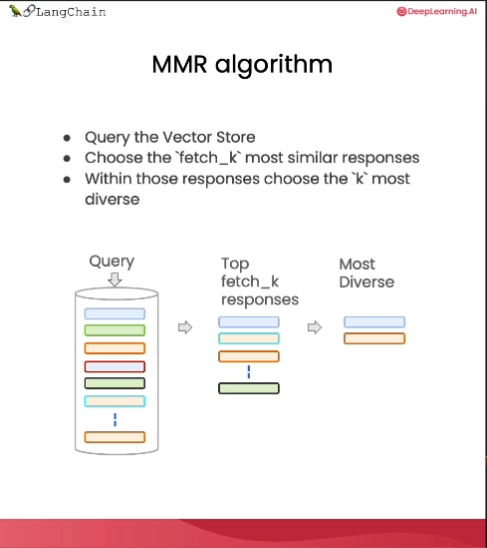 LangChain
DeepLearning.AI
MMR algorithm
● Query the Vector Store
● Choose the `fetch_k` most similar responses
● Within those responses choose the `k` most
diverse
Query
Top
fetch_k
responses
Most
Diverse